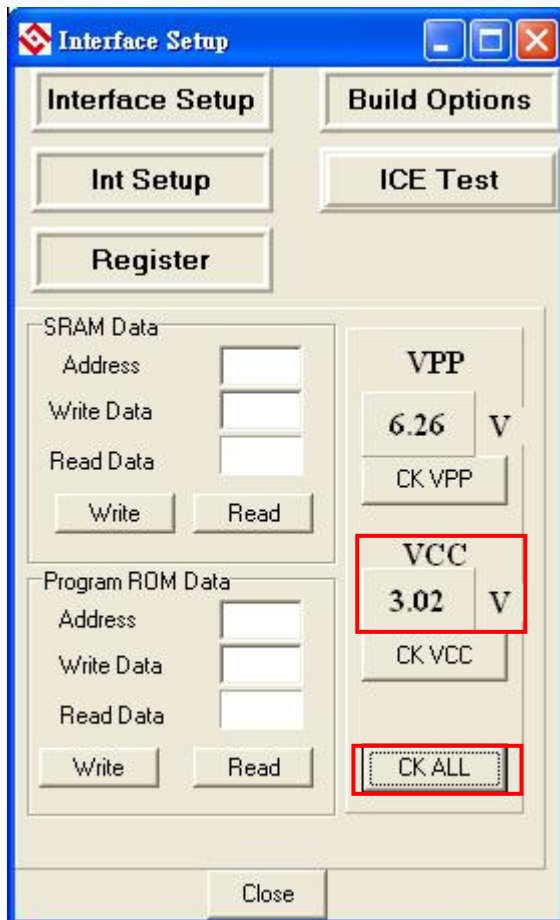 Interface Setup
Interface Setup
Build Options
Int Setup
ICE Test
Register
SRAM Data
Address
Write Data
Read Data
Write
Read
Program ROM Data
Address
Write Data
Read Data
Write
Read
VPP
6.26 V
CK VPP
VCC
3.02 V
CK VCC
CK ALL
Close